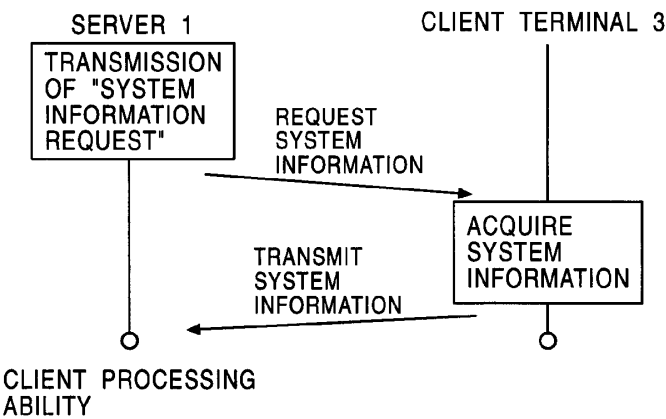 SERVER 1
CLIENT TERMINAL 3
TRANSMISSION
OF "SYSTEM
INFORMATION
REQUEST"
REQUEST
SYSTEM
INFORMATION
ACQUIRE
SYSTEM
INFORMATION
TRANSMIT
SYSTEM
INFORMATION
CLIENT PROCESSING
ABILITY